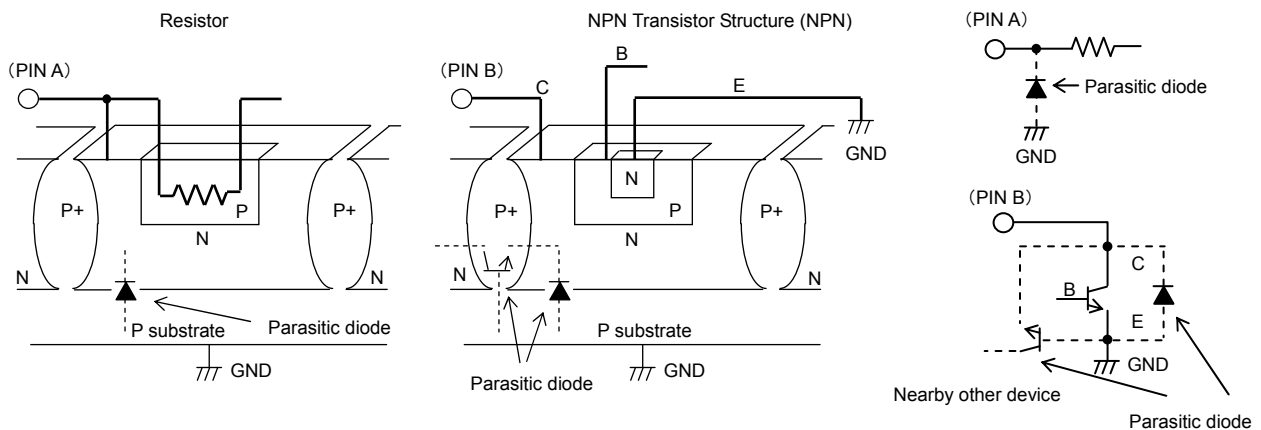 Resistor
(PIN A)
P+
P
P+
N
N
N
P substrate
Parasitic diode
GND
NPN Transistor Structure (NPN)
(PIN B)
B
C
E
GND
N
P+
P
P+
N
N
N
P substrate
Parasitic diode
GND
(PIN A)
Parasitic diode
GND
(PIN B)
C
B
E
GND
Nearby other device
Parasitic diode